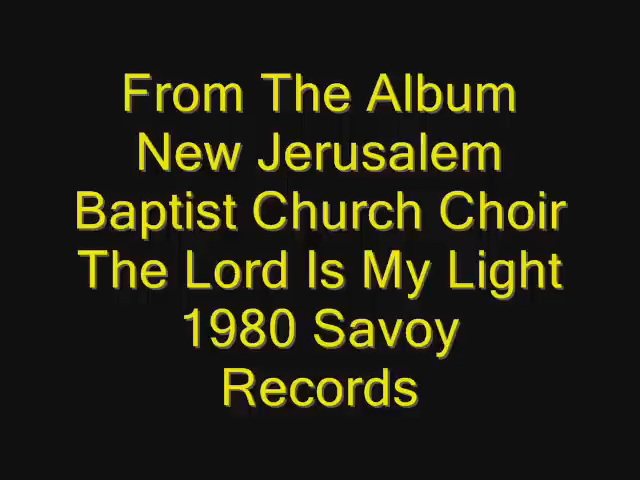 From The Album
New Jerusalem
Baptist Church Choir
The Lord Is My Light
1980 Savoy
Records